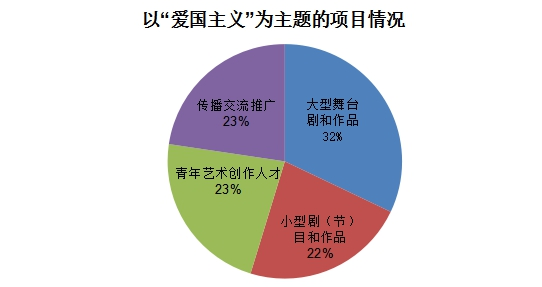 以“爱国主义”为主题的项目情况
传播交流推广
23%
大型舞台
剧和作品
32%
青年艺术创作人才
23%
小型剧（节）
目和作品
22%